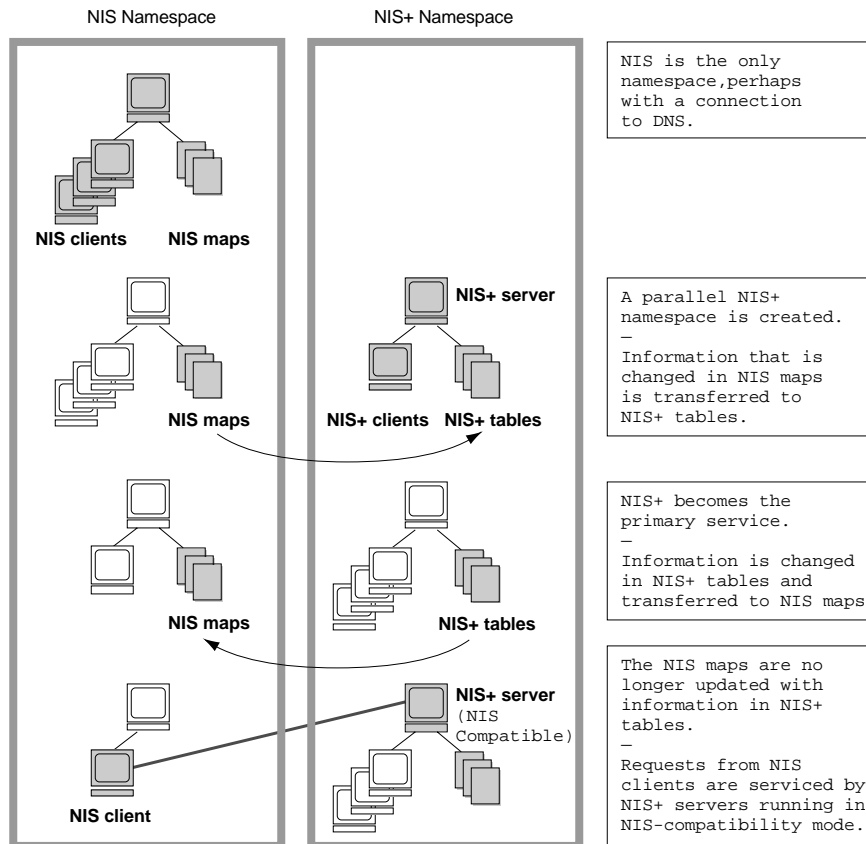 NIS Namespace
NIS+ Namespace
NIS is the only
namespace,perhaps
with a connection
to DNS.
NIS clients
NIS maps
NIS+ server
NIS maps
NIS+ clients
NIS+ tables
A parallel NIS+
namespace is created.
—
Information that is
changed in NIS maps
is transferred to
NIS+ tables.
NIS maps
NIS+ tables
NIS+ becomes the
primary service.
—
Information is changed
in NIS+ tables and
transferred to NIS maps
NIS+ server
(NIS
Compatible)
NIS client
The NIS maps are no
longer updated with
information in NIS+
tables.
—
Requests from NIS
clients are serviced by
NIS+ servers running in
NIS-compatibility mode.